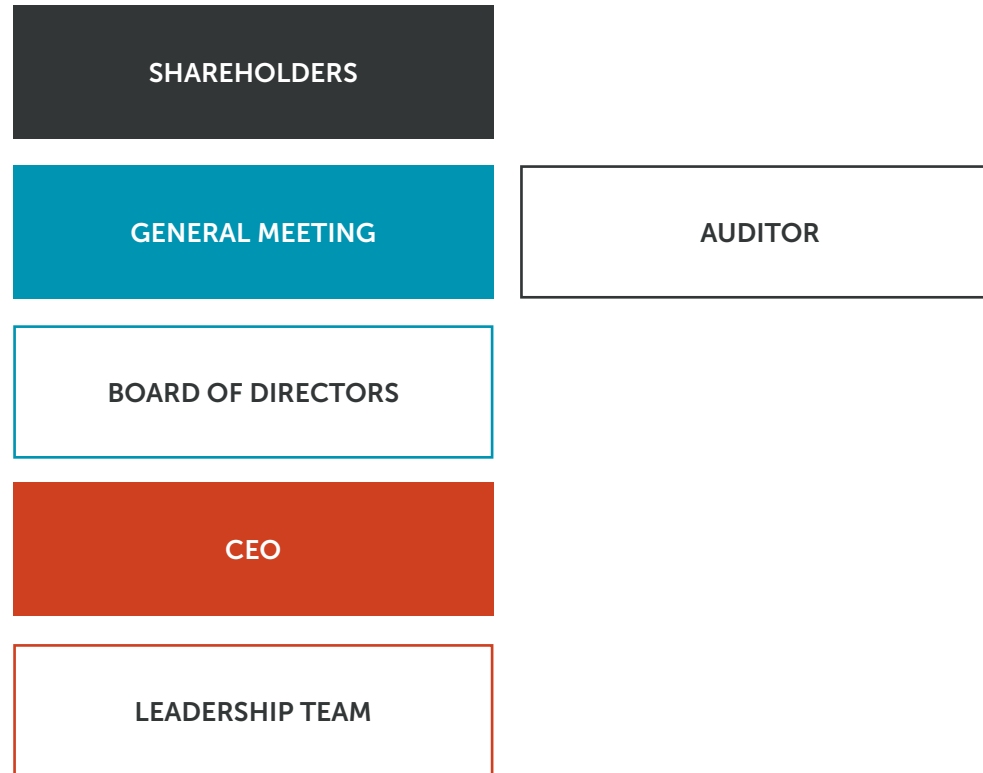 SHAREHOLDERS
GENERAL MEETING
AUDITOR
BOARD OF DIRECTORS
CEO
LEADERSHIP TEAM